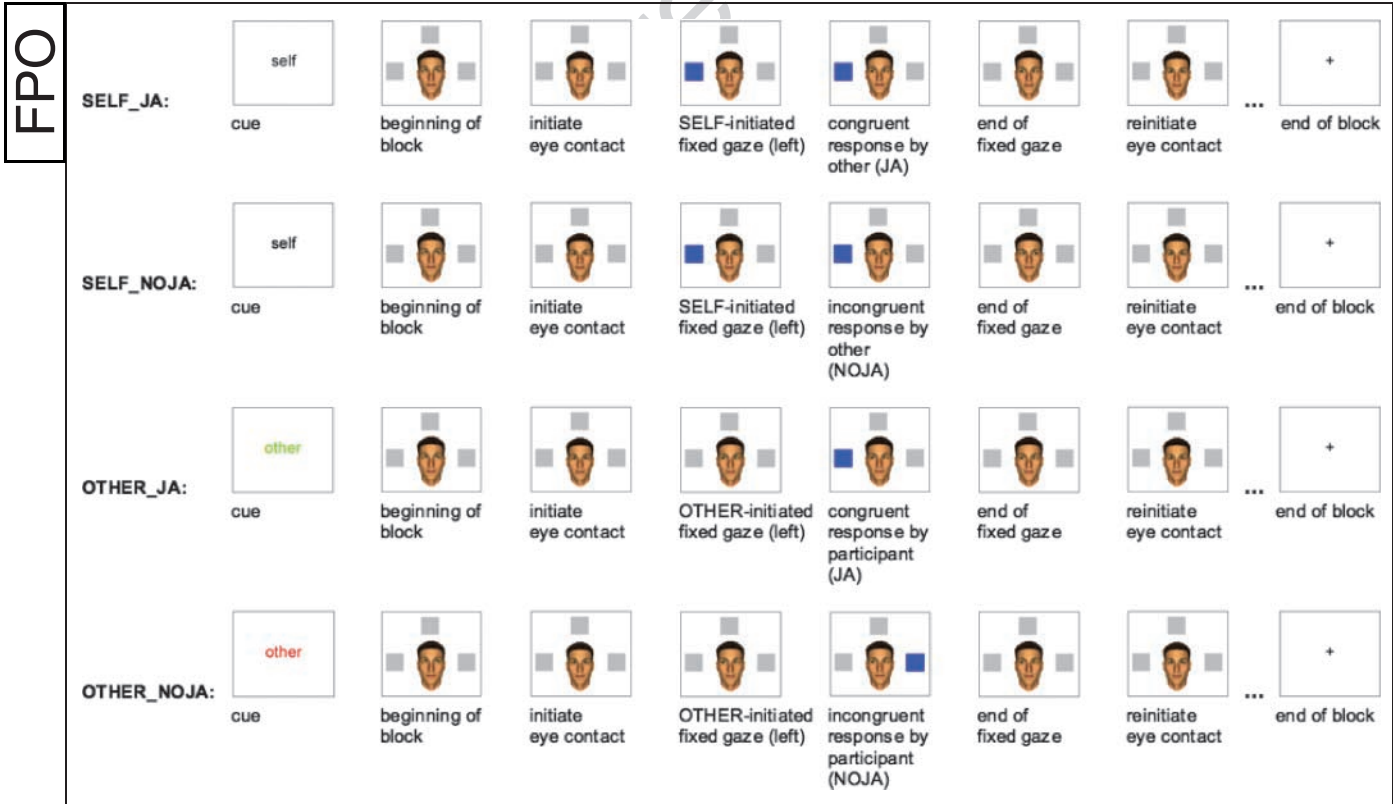 FPO
SELF_JA:
self
cue
beginning of
block
initiate
eye contact
SELF-initiated
fixed gaze (left)
congruent
response by
other (JA)
end of
fixed gaze
reinitiate
eye contact
...
+
end of block
SELF_NOJA:
self
cue
beginning of
block
initiate
eye contact
SELF-initiated
fixed gaze (left)
incongruent
response by
other
(NOJA)
end of
fixed gaze
reinitiate
eye contact
...
+
end of block
OTHER_JA:
other
cue
beginning of
block
initiate
eye contact
OTHER-initiated
fixed gaze (left)
congruent
response by
participant
(JA)
end of
fixed gaze
reinitiate
eye contact
...
+
end of block
OTHER_NOJA:
other
cue
beginning of
block
initiate
eye contact
OTHER-initiated
fixed gaze (left)
incongruent
response by
participant
(NOJA)
end of
fixed gaze
reinitiate
eye contact
...
+
end of block